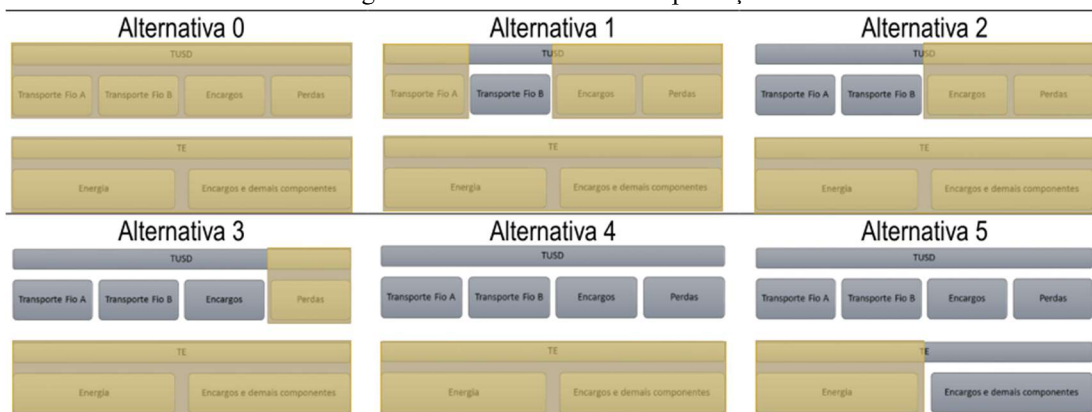 Alternativa 0
Alternativa 1
Alternativa 2
TUSD
TUSD
TUSD
Transporte Fio A
Transporte Fio B
Encargos
Perdas
Transporte Fio A
Transporte Fio B
Encargos
Perdas
Transporte Fio A
Transporte Fio B
Encargos
Perdas
TE
TE
TE
Energia
Encargos e demais componentes
Energia
Encargos e demais componentes
Energia
Encargos e demais componentes
Alternativa 3
Alternativa 4
Alternativa 5
TUSD
TUSD
TUSD
Transporte Fio A
Transporte Fio B
Encargos
Perdas
Transporte Fio A
Transporte Fio B
Encargos
Perdas
Transporte Fio A
Transporte Fio B
Encargos
Perdas
TE
TE
TE
Energia
Encargos e demais componentes
Energia
Encargos e demais componentes
Energia
Encargos e demais componentes